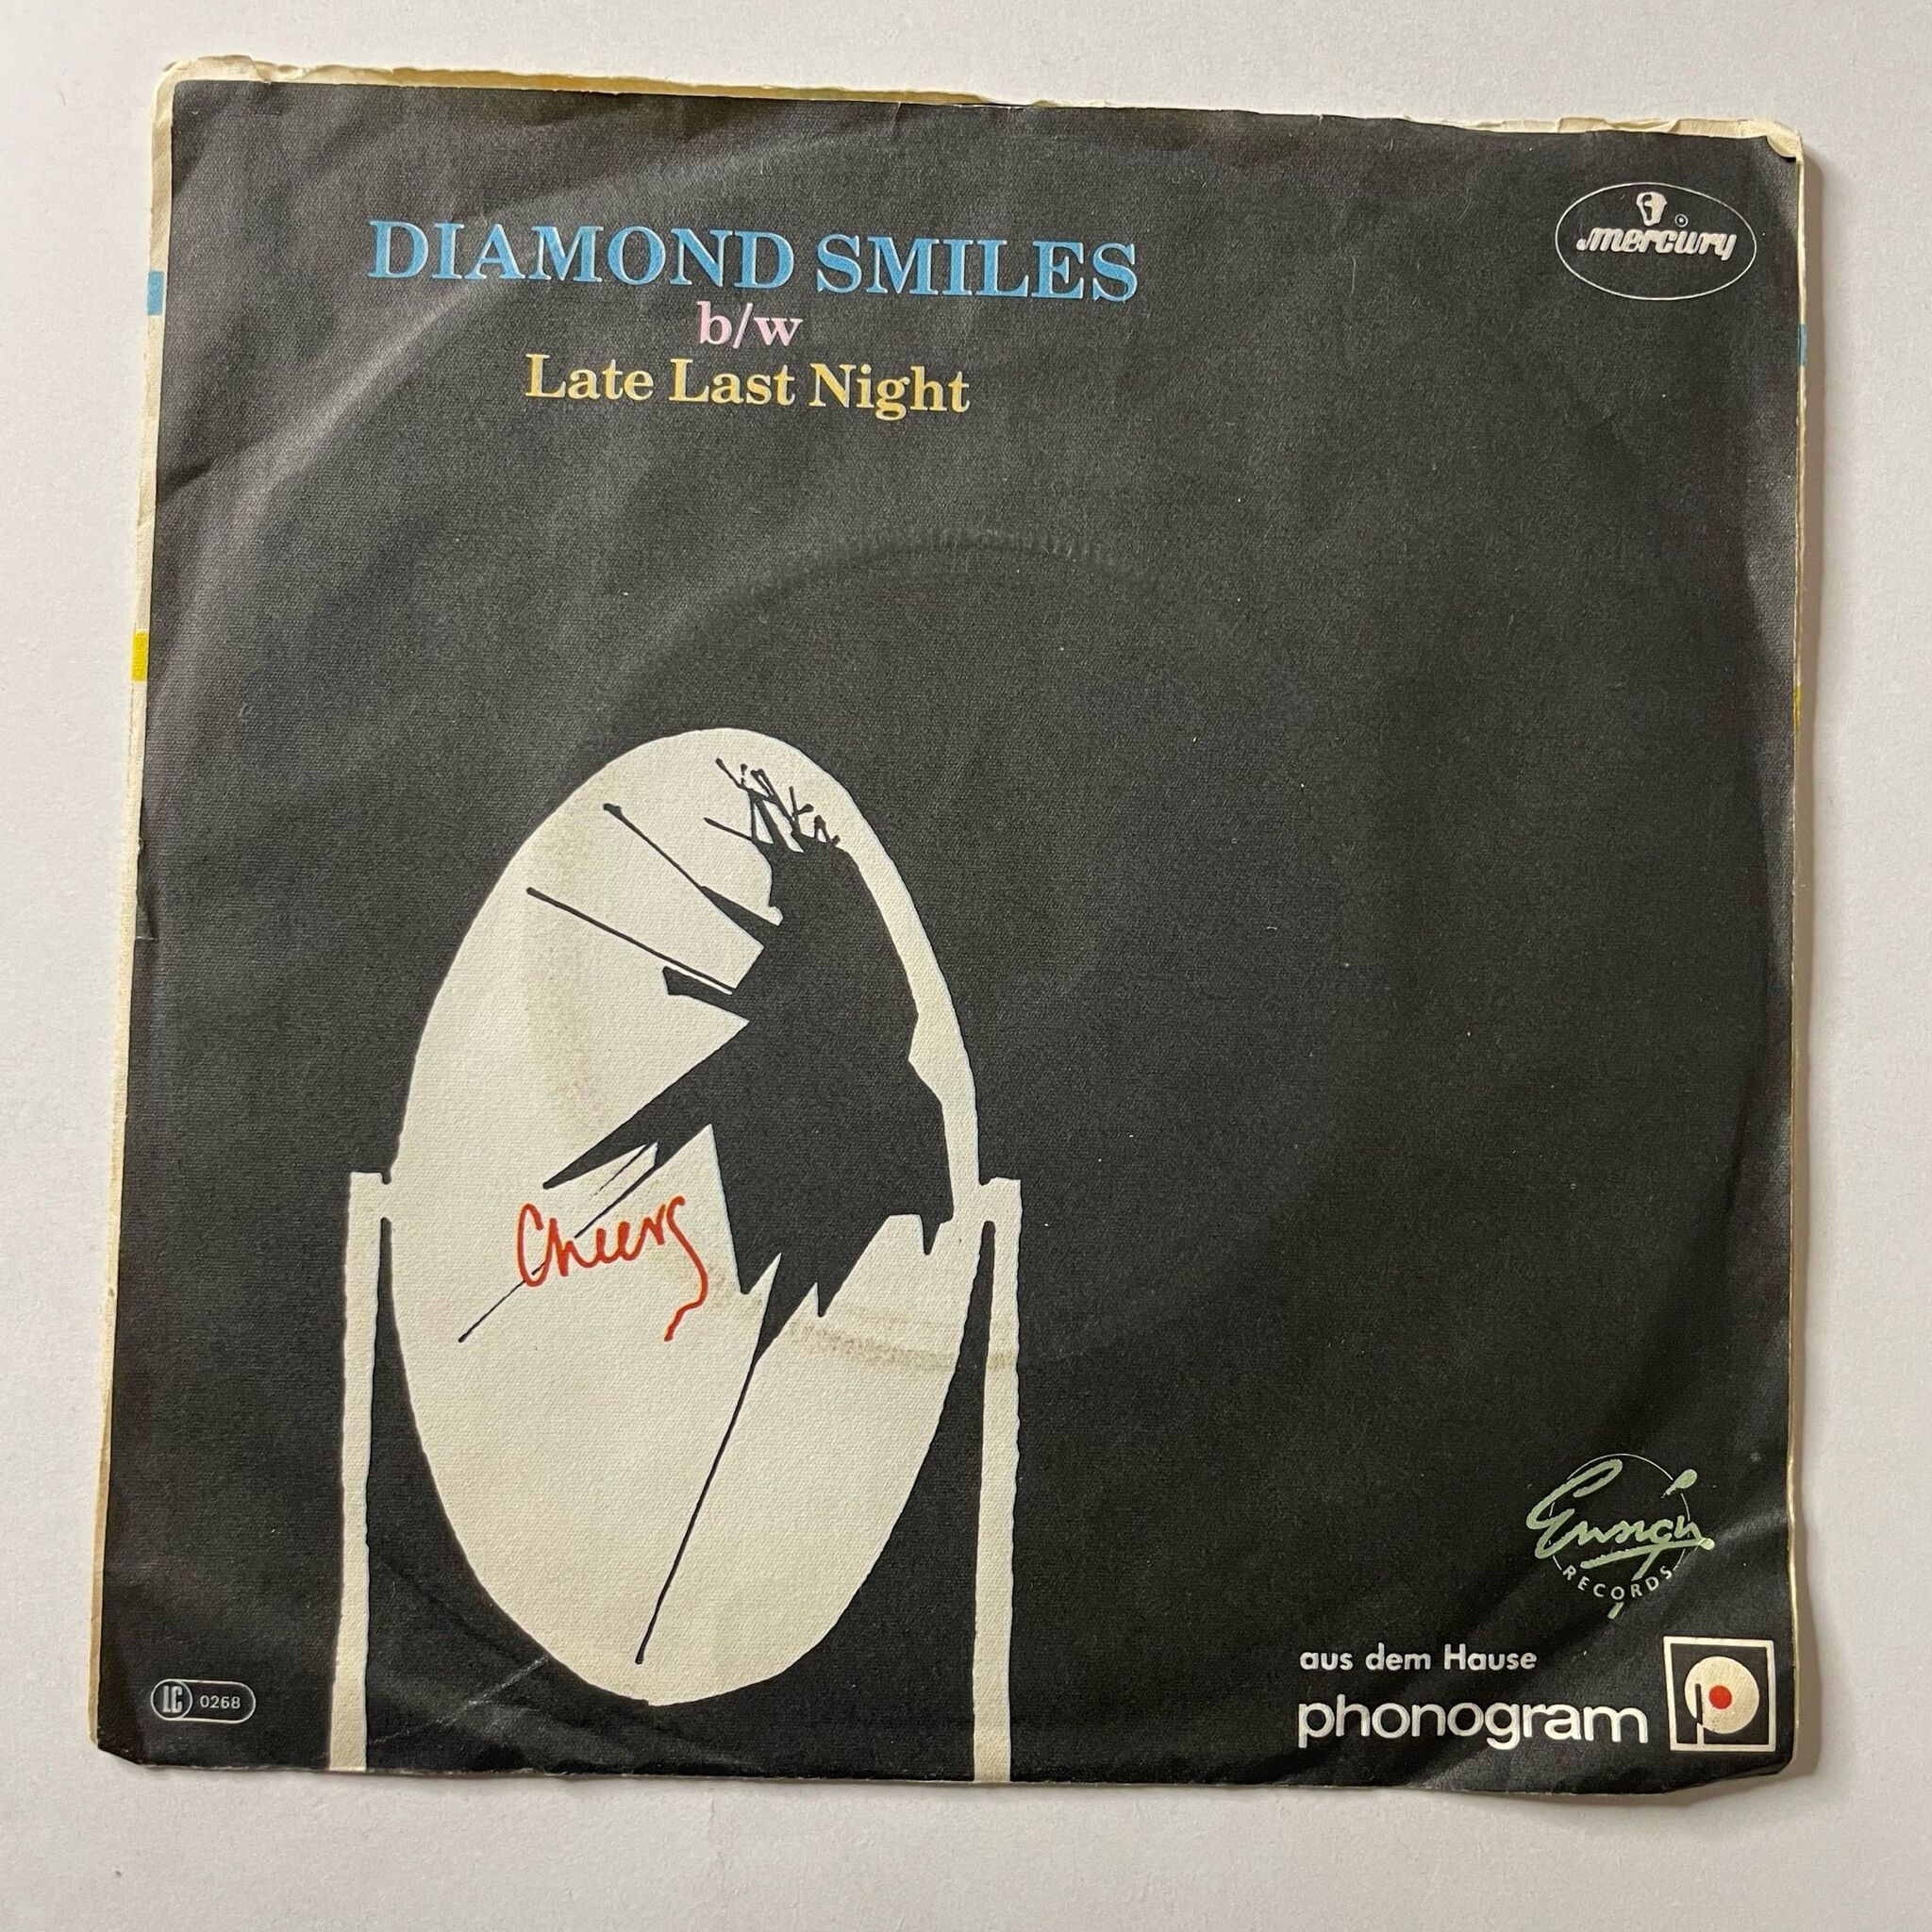 DIAMOND SMILES
mercury ®
b/w
Late Last Night
Cheers
Ensign
RECORDS
aus dem Hause
phonogram
LC 0268